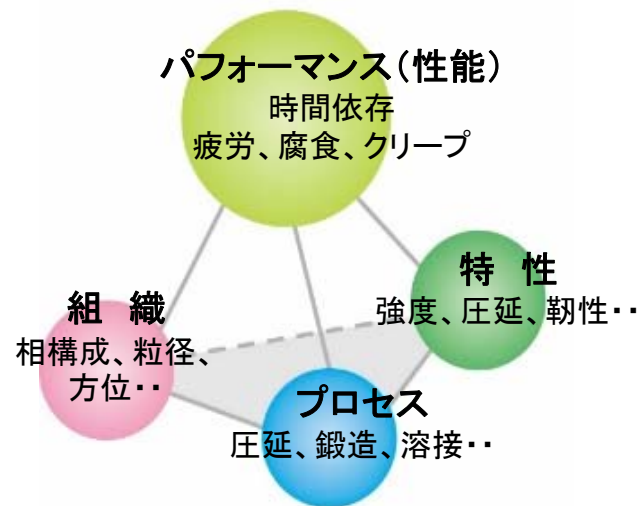 パフォーマンス(性能)
時間依存
疲労、腐食、クリープ
特 性
強度、圧延、靭性・・
組 織
相構成、粒径、
方位・・
プロセス
圧延、鍛造、溶接・・